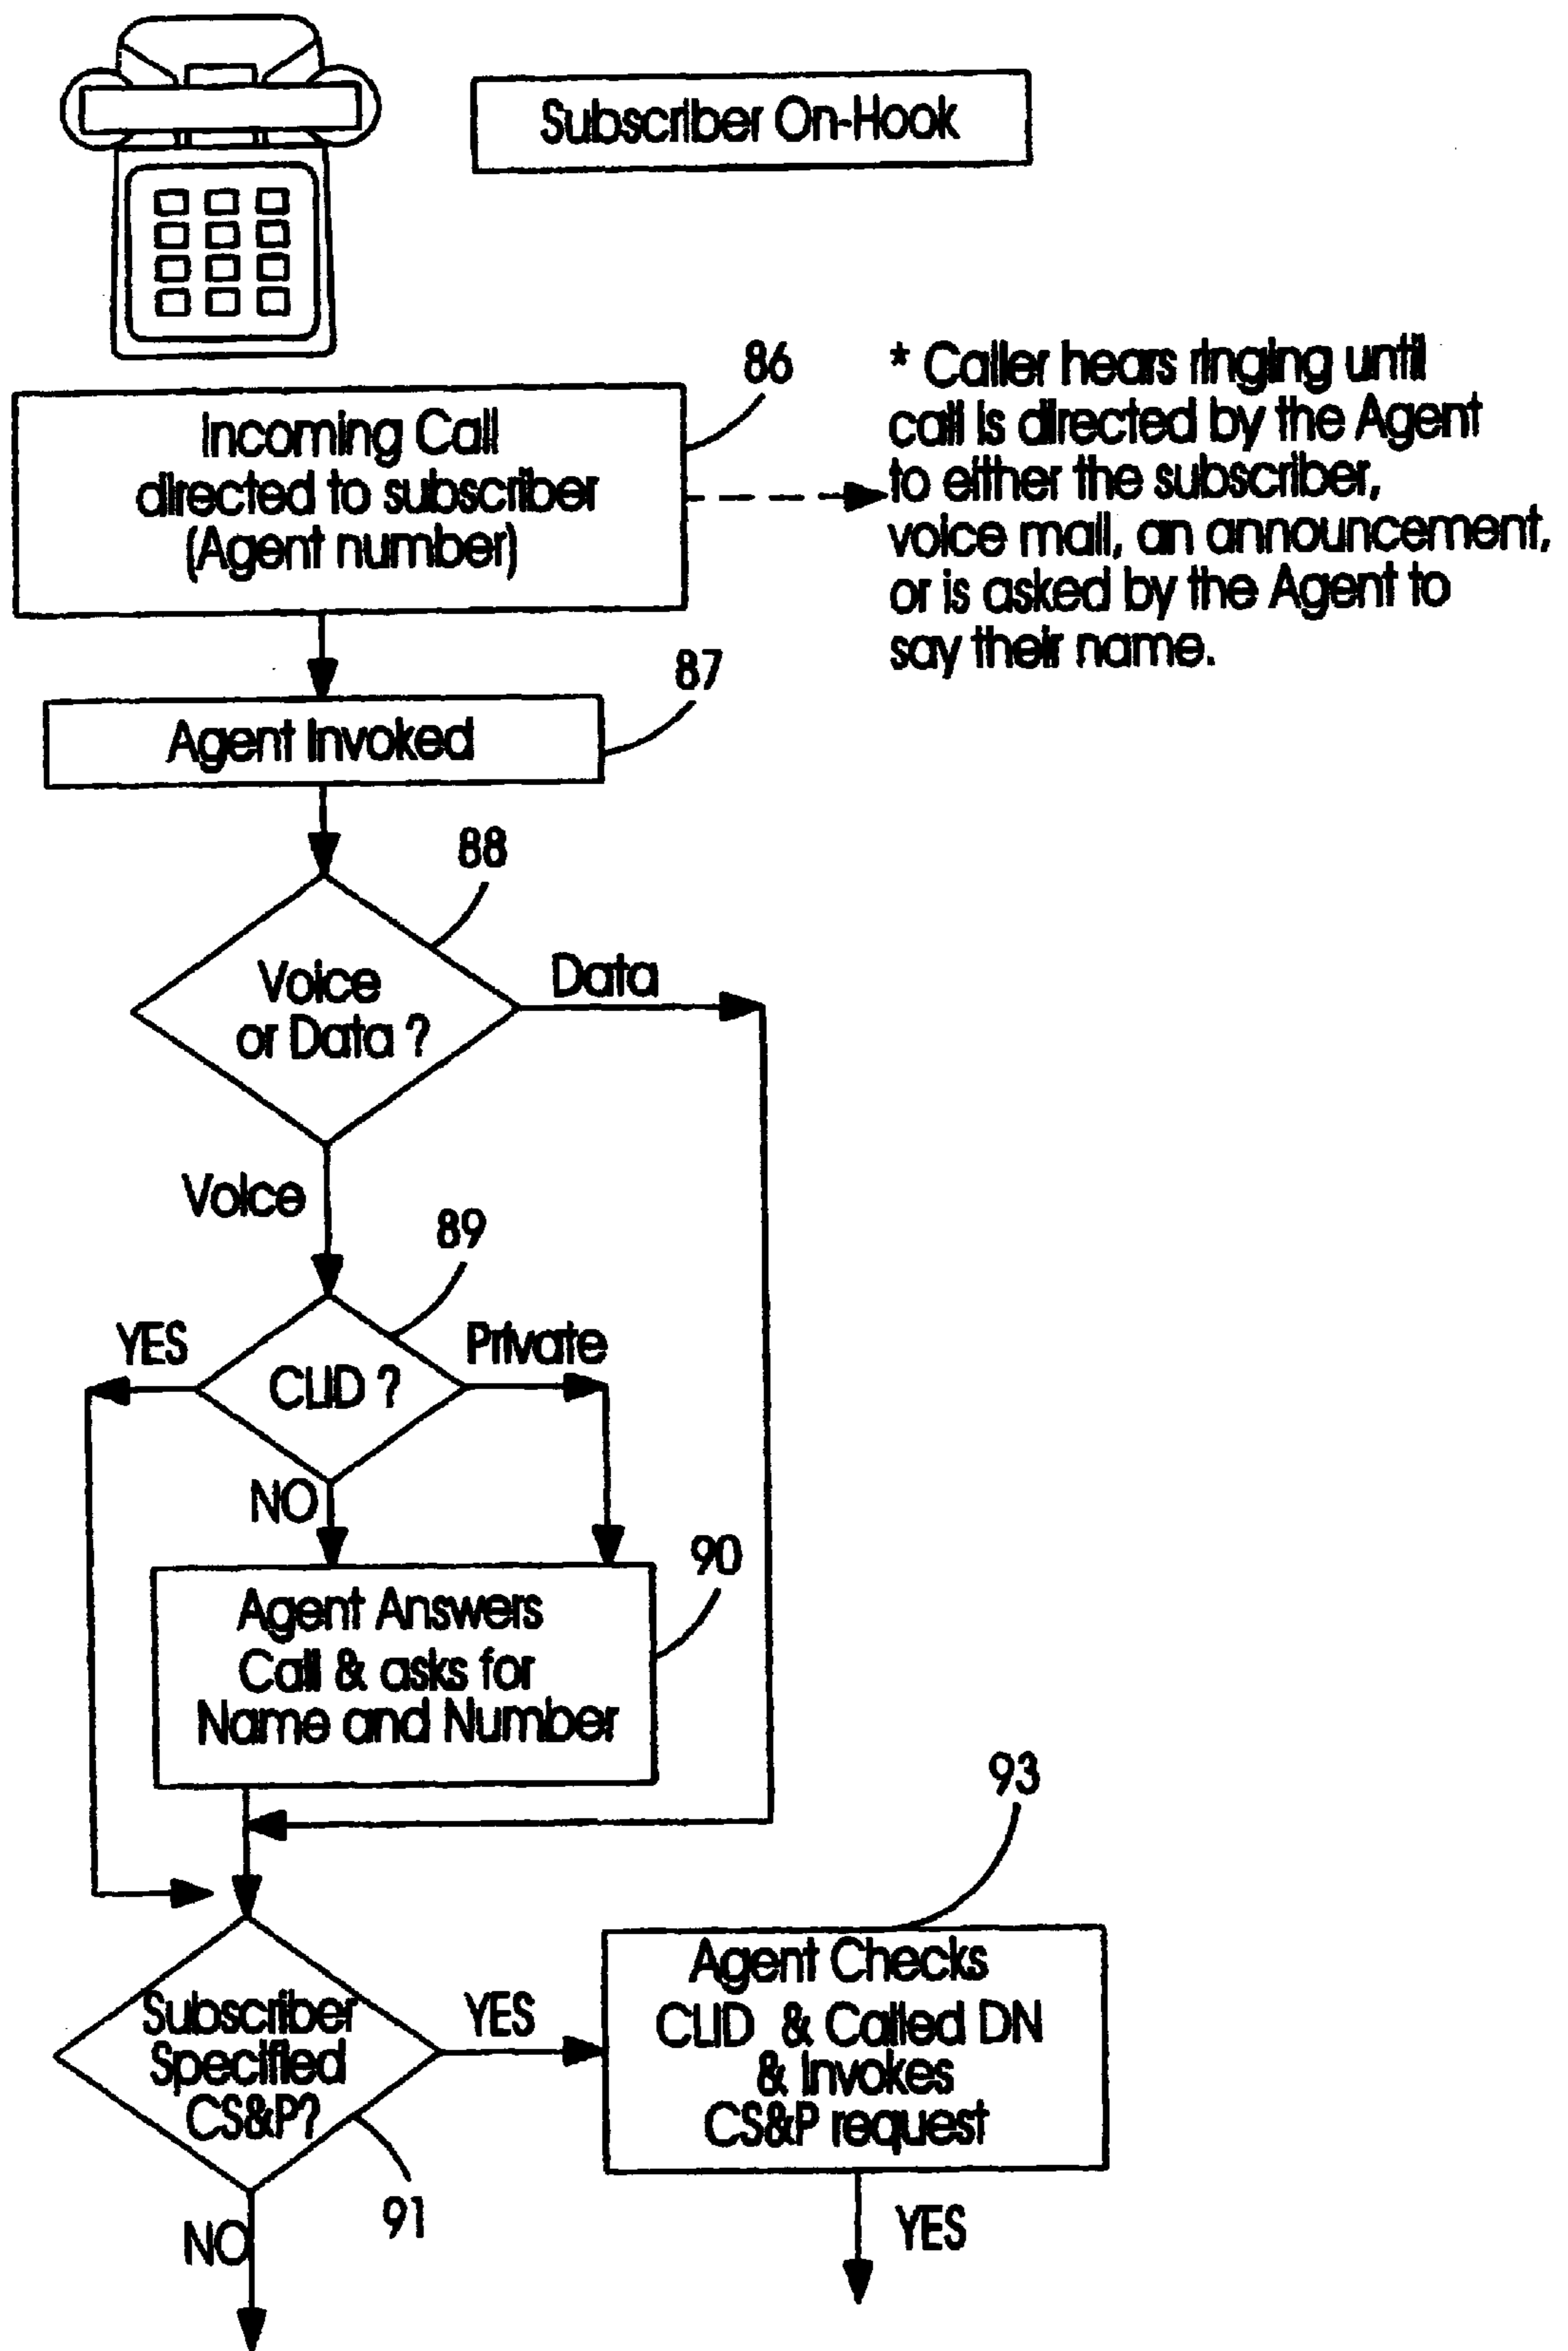 Subscriber On-Hook
86
Incoming Call
directed to subscriber
(Agent number)
* Caller hears ringing until
call is directed by the Agent
to either the subscriber,
voice mail, an announcement,
or is asked by the Agent to
say their name.
87
Agent Invoked
88
Voice
or Data ?
Data
Voice
89
YES
CLID ?
Private
NO
90
Agent Answers
Call & asks for
Name and Number
93
Subscriber
Specified
CS&P?
YES
Agent Checks
CLID & Called DN
& Invokes
CS&P request
91
NO
YES